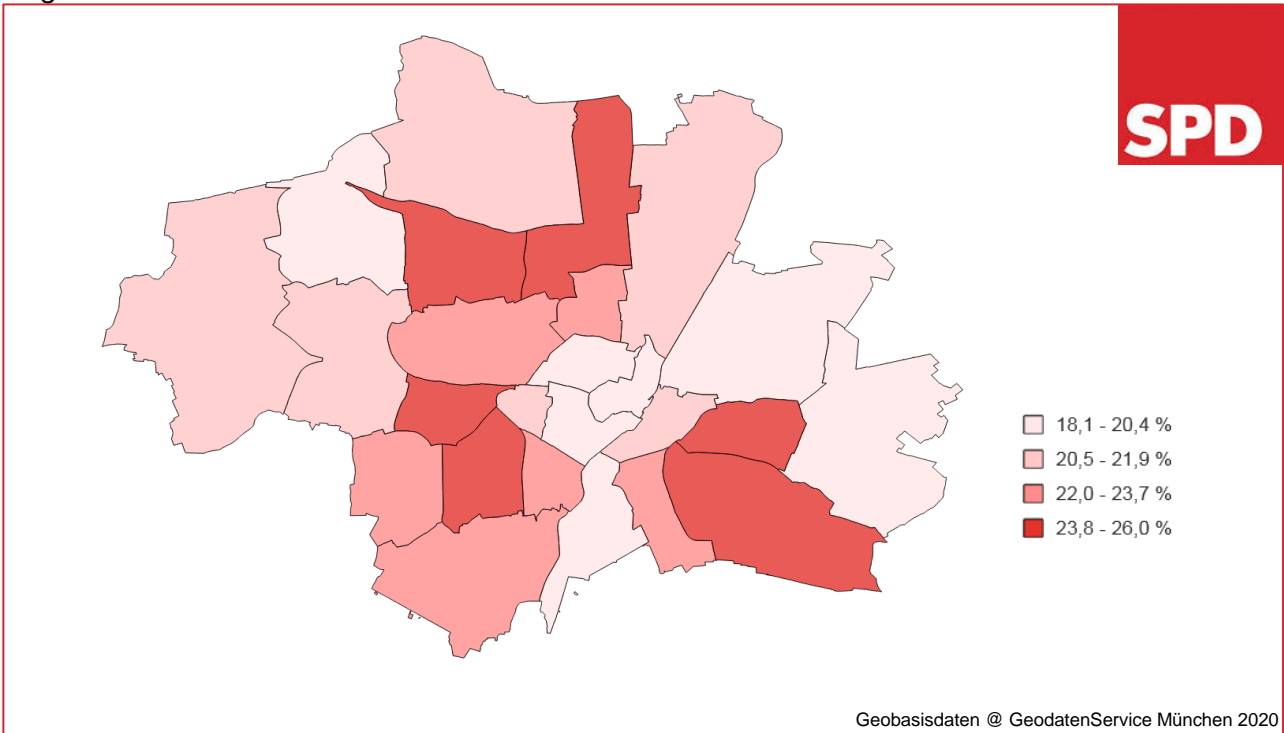 SPD
18,1 - 20,4 %
20,5 - 21,9 %
22,0 - 23,7 %
23,8 - 26,0 %
Geobasisdaten @ GeodatenService München 2020